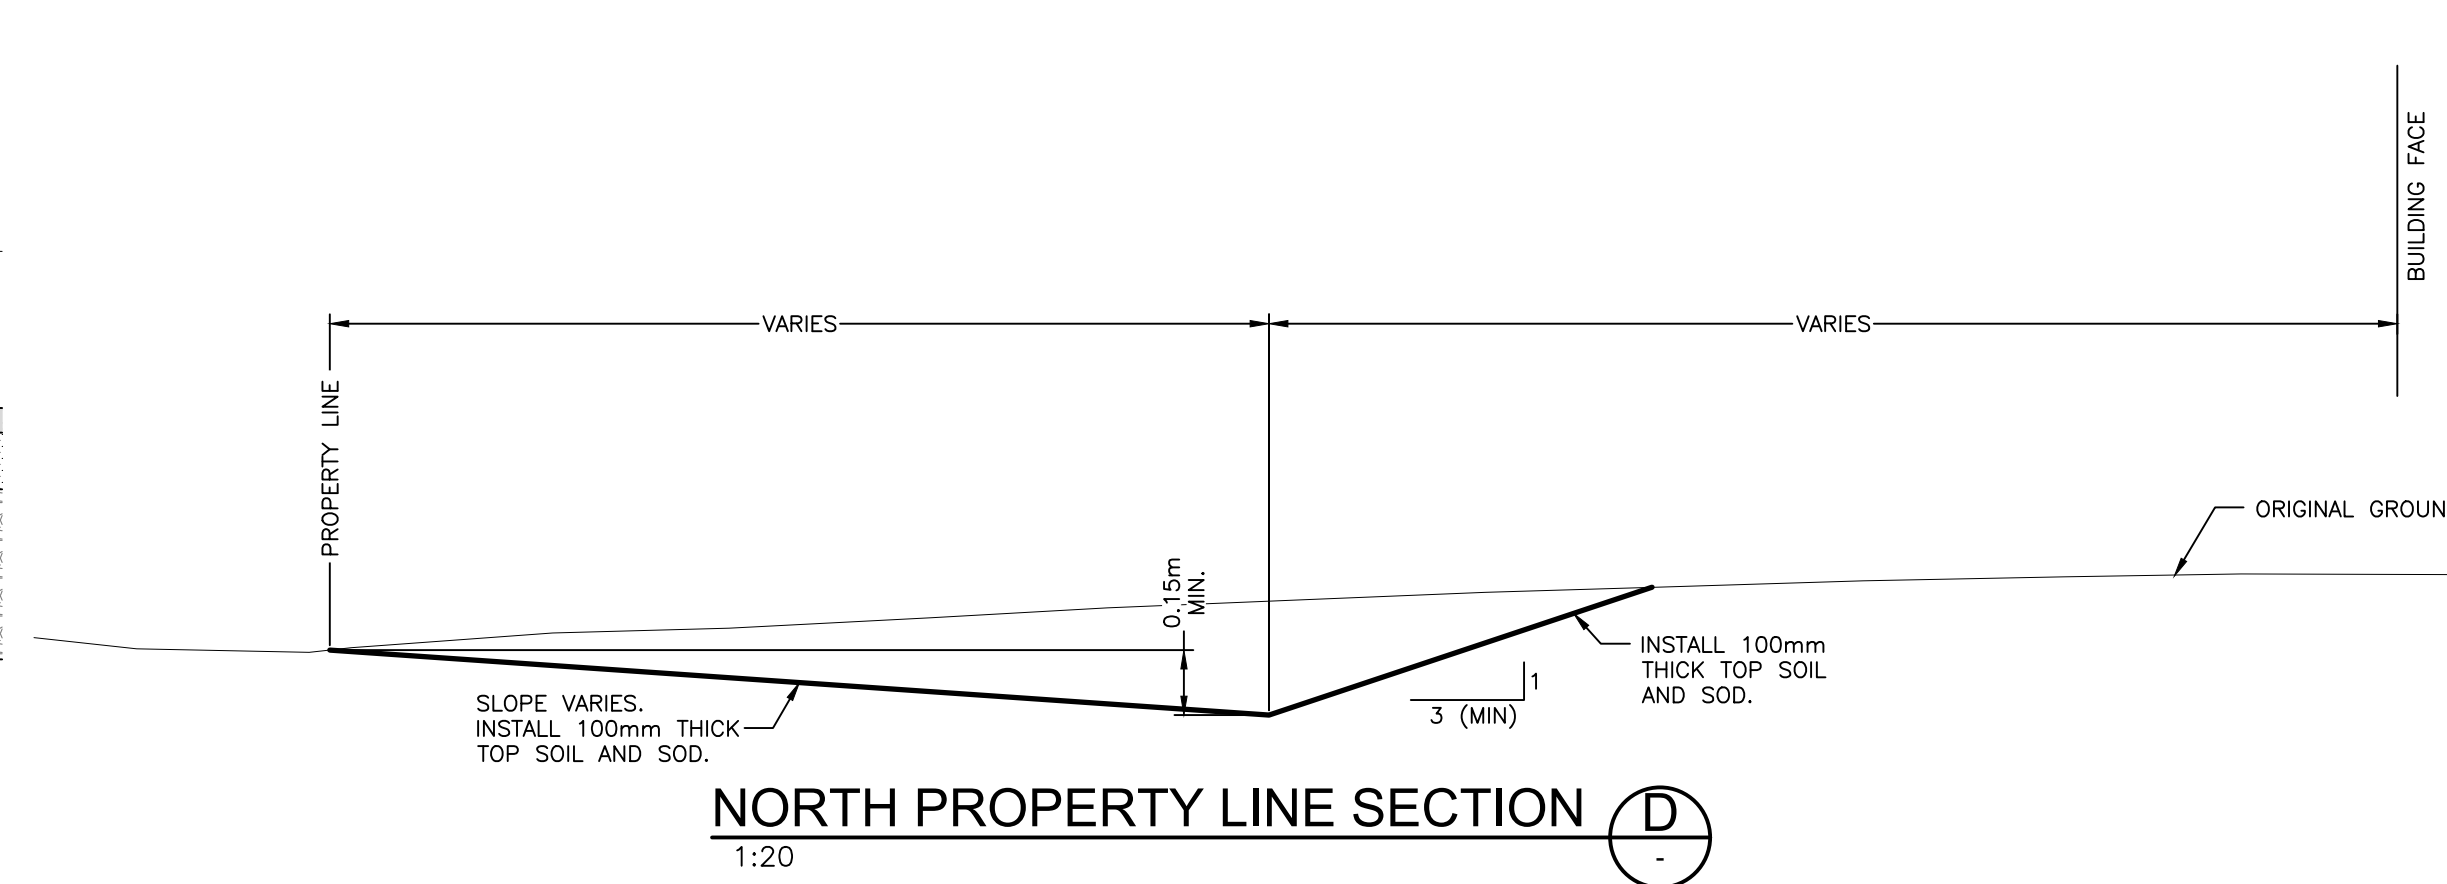 BUILDING FACE
VARIES
VARIES
PROPERTY LINE
ORIGINAL GROUN
0.15m
MIN.
INSTALL 100mm
THICK TOP SOIL
AND SOD.
1
3 (MIN)
SLOPE VARIES.
INSTALL 100mm THICK
TOP SOIL AND SOD.
NORTH PROPERTY LINE SECTION
D
-
1:20